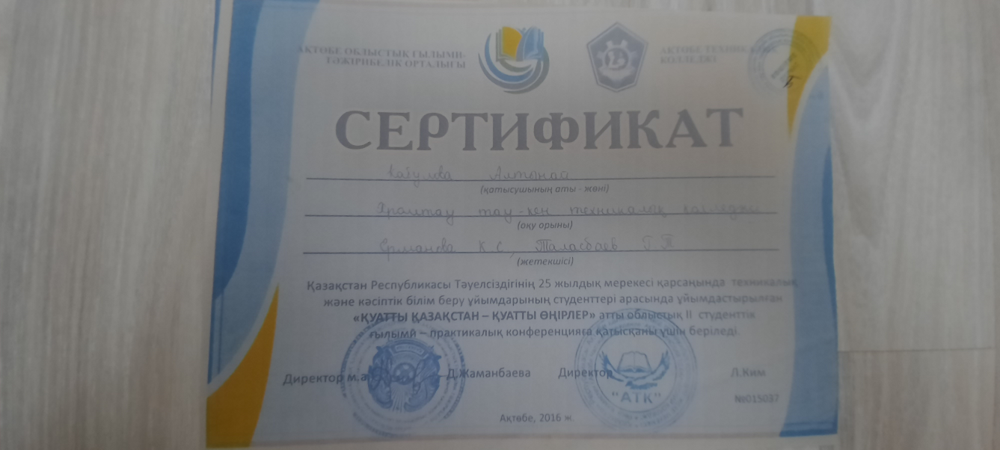 АҚТӨБЕ ОБЛЫСТЫҚ ҒЫЛЫМИ-
ТӘЖІРИБЕЛІК ОРТАЛЫҒЫ
АҚТӨБЕ ТЕХНИКАЛЫҚ
КОЛЛЕДЖІ
СЕРТИФИКАТ
Алтынай
(қатысушының аты - жөні)
Хромтау тау-кен техникалық колледжі
(оқу орыны)
Ерманова К.С, Таласбаев Т.Т
(жетекшісі)
Қазақстан Республикасы Тәуелсіздігінің 25 жылдық мерекесі қарсаңында техникалық
және кәсіптік білім беру ұйымдарының студенттері арасында ұйымдастырылған
«ҚУАТТЫ ҚАЗАҚСТАН – ҚУАТТЫ ӨҢІРЛЕР» атты облыстық ІІ студенттік
ғылыми – практикалық конференцияға қатысқаны үшін беріледі.
Директор м.а Д.Жаманбаева Директор Л.Ким
"АТК"
№015037
Ақтөбе, 2016 ж